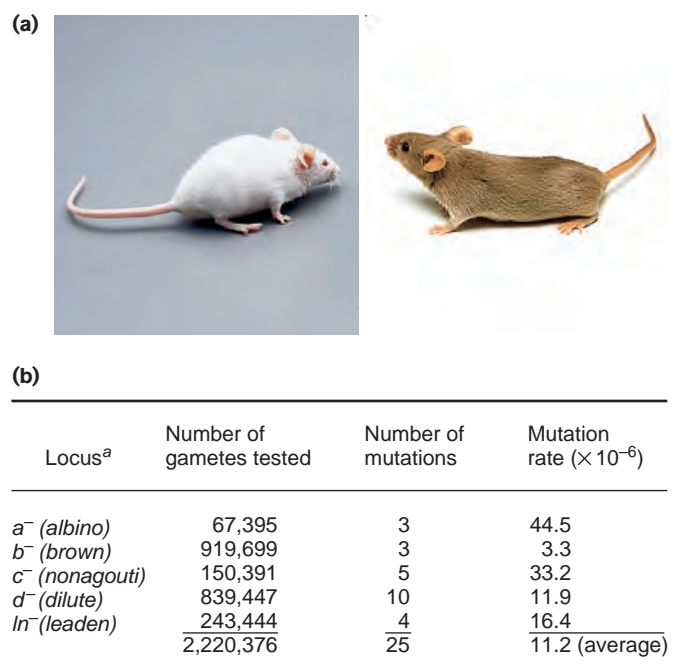 (a)
(b)
Locusᵃ Number of gametes tested Number of mutations Mutation rate (×10⁻⁶)
a⁻ (albino) 67,395 3 44.5
b⁻ (brown) 919,699 3 3.3
c⁻ (nonagouti) 150,391 5 33.2
d⁻ (dilute) 839,447 10 11.9
ln⁻(leaden) 243,444 4 16.4
2,220,376 25 11.2 (average)